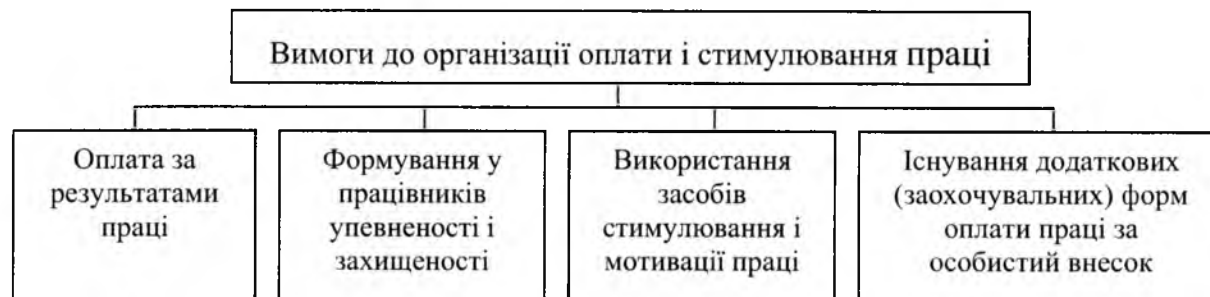 Вимоги до організації оплати і стимулювання праці
Оплата за
результатами
праці
Формування у
працівників
упевненості і
захищеності
Використання
засобів
стимулювання і
мотивації праці
Існування додаткових
(заохочувальних) форм
оплати праці за
особистий внесок